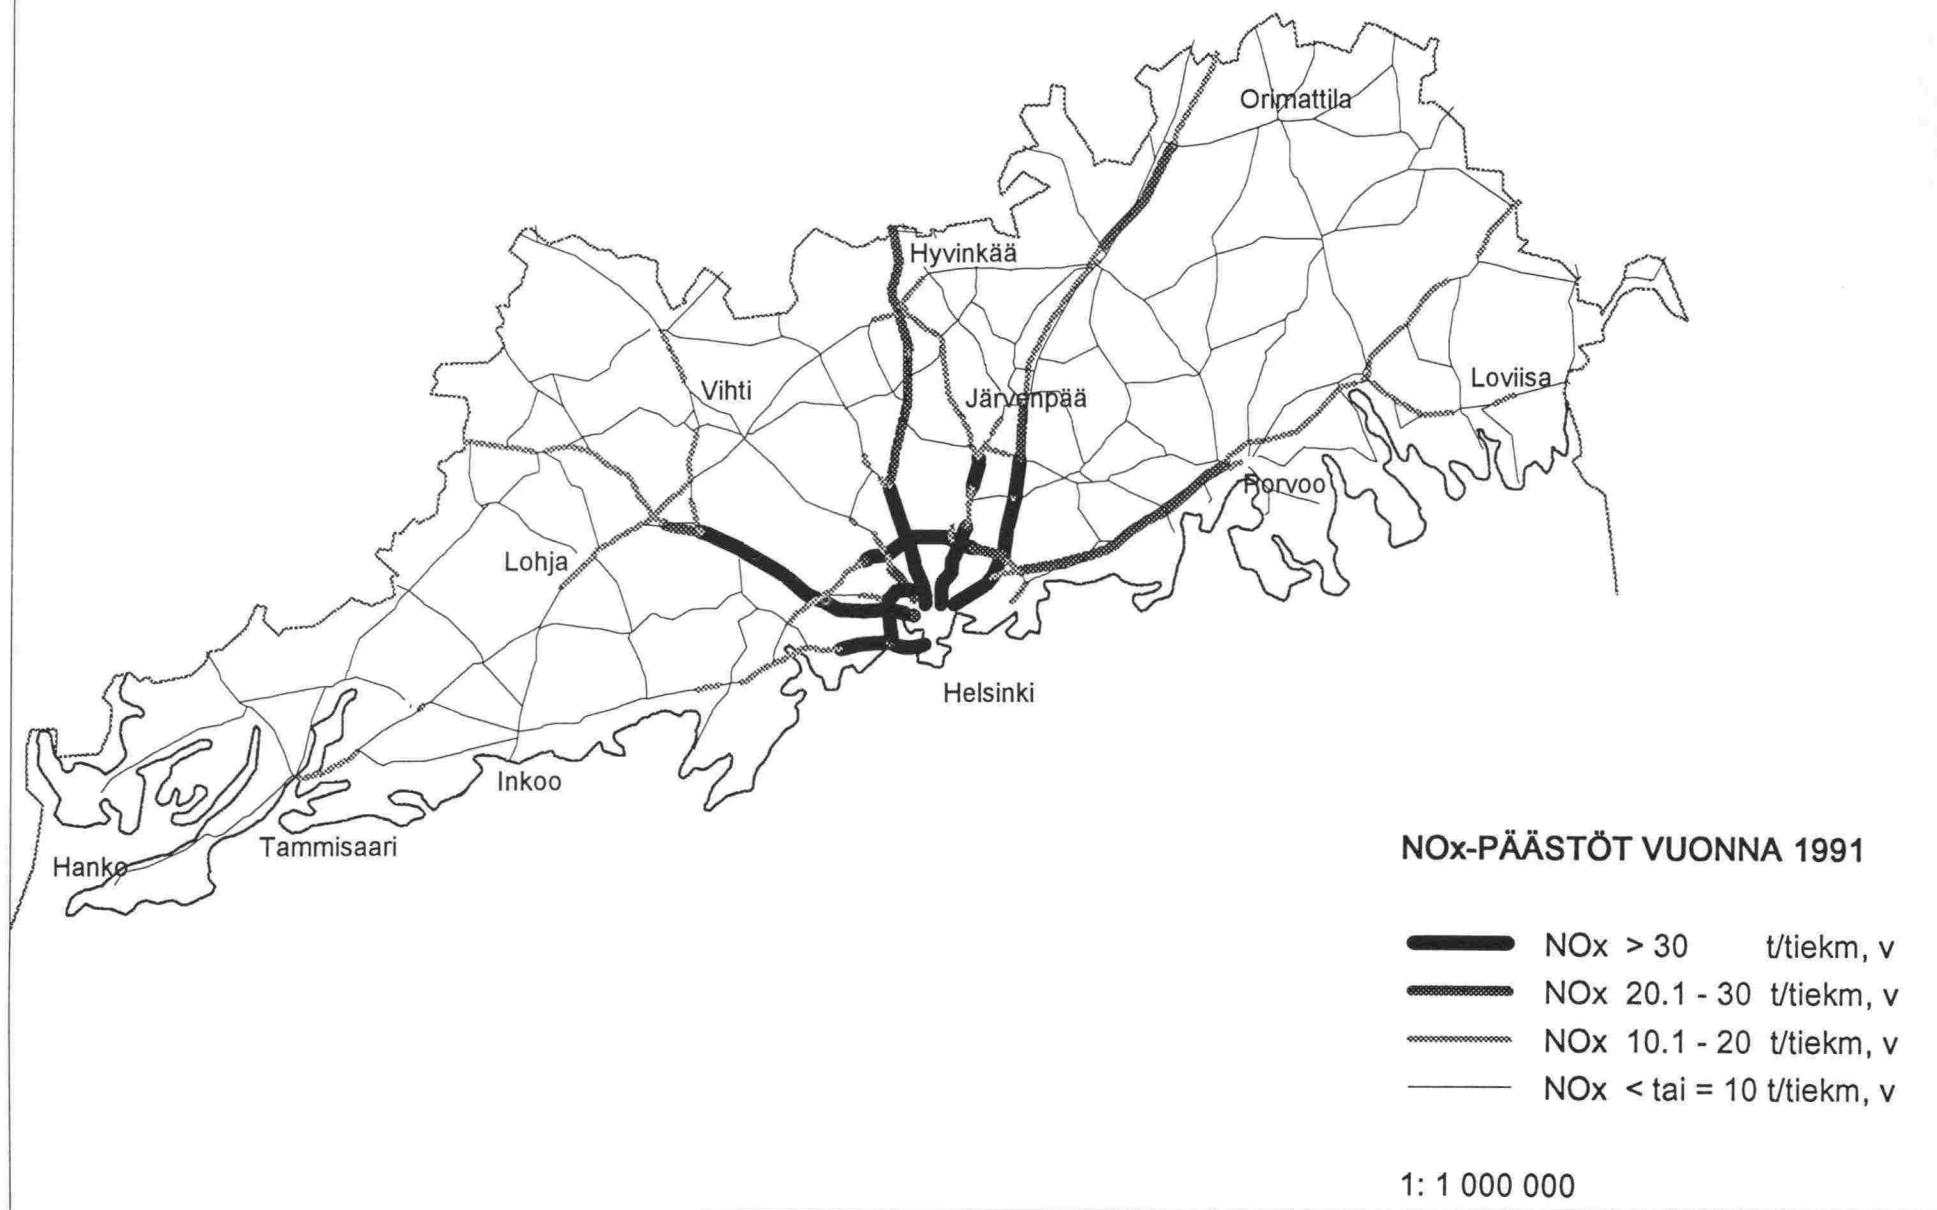 Orimattila
Hyvinkää
Vihti
Järvenpää
Loviisa
Porvoo
Lohja
Helsinki
Inkoo
Tammisaari
Hanko
NOx-PÄÄSTÖT VUONNA 1991
NOx > 30 t/tiekm, v
NOx 20.1 - 30 t/tiekm, v
NOx 10.1 - 20 t/tiekm, v
NOx < tai = 10 t/tiekm, v
1: 1 000 000